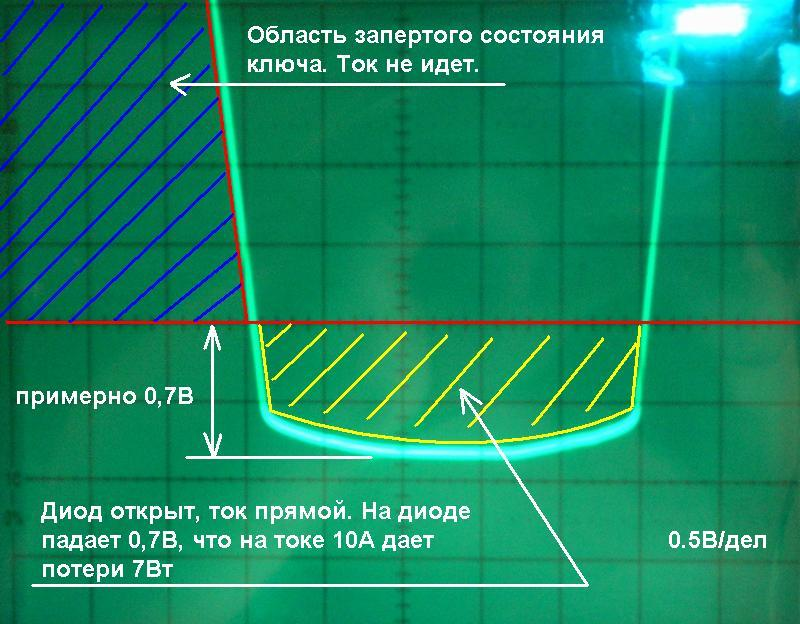 Область запертого состояния
ключа. Ток не идет.
примерно 0,7В
Диод открыт, ток прямой. На диоде
падает 0,7В, что на токе 10А дает
потери 7Вт
0.5В/дел